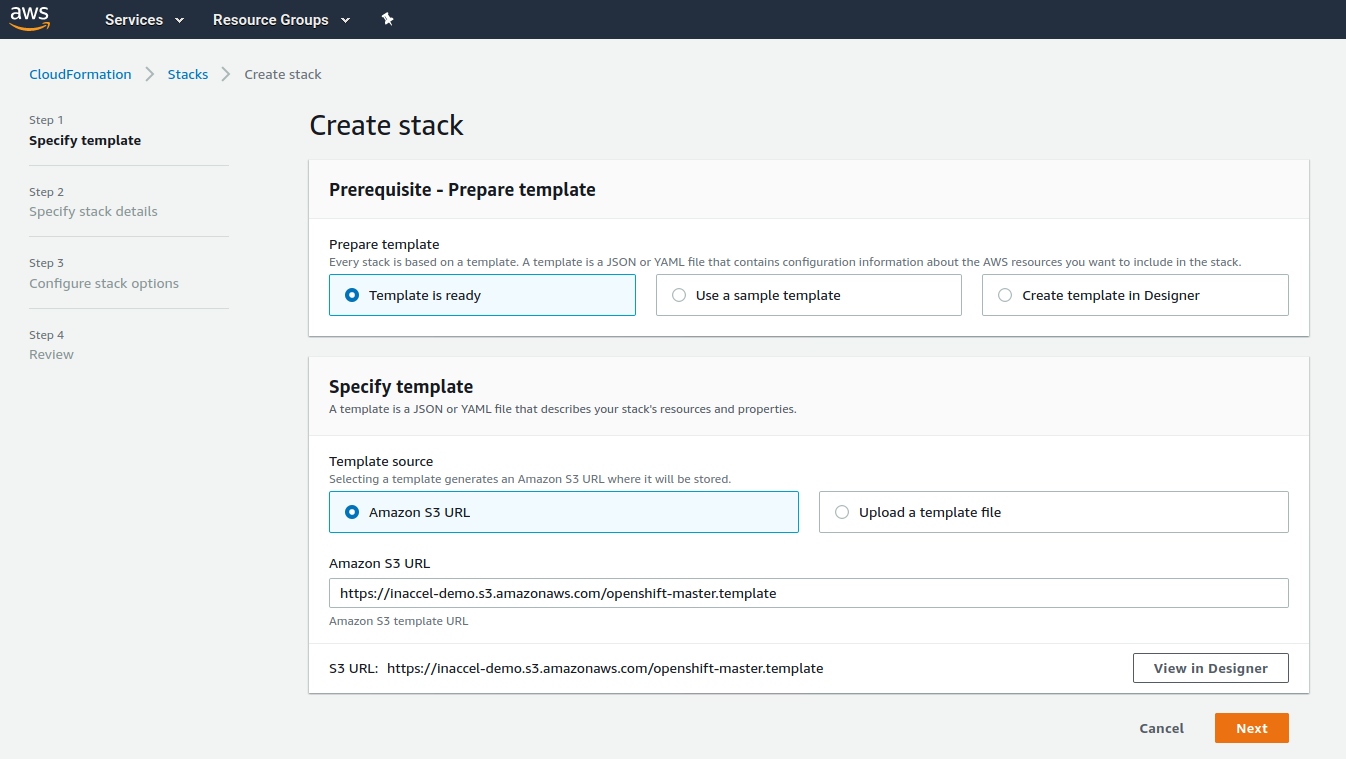 aws Services Resource Groups
CloudFormation Stacks Create stack
Step 1
Specify template
Step 2
Specify stack details
Step 3
Configure stack options
Step 4
Review
Create stack
Prerequisite - Prepare template
Prepare template
Every stack is based on a template. A template is a JSON or YAML file that contains configuration information about the AWS resources you want to include in the stack.
Template is ready Use a sample template Create template in Designer
Specify template
A template is a JSON or YAML file that describes your stack's resources and properties.
Template source
Selecting a template generates an Amazon S3 URL where it will be stored.
Amazon S3 URL Upload a template file
Amazon S3 URL
https://inaccel-demo.s3.amazonaws.com/openshift-master.template
Amazon S3 template URL
S3 URL: https://inaccel-demo.s3.amazonaws.com/openshift-master.template View in Designer
Cancel Next